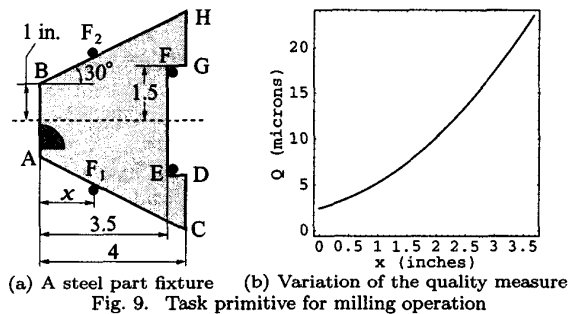 H
F2
1 in.
F
G
B
30°
1.5
A
E
D
F1
x
3.5
C
4
20
15
10
5
0
Q (microns)
0 0.5 1 1.5 2 2.5 3 3.5
x (inches)
(a) A steel part fixture (b) Variation of the quality measure
Fig. 9. Task primitive for milling operation